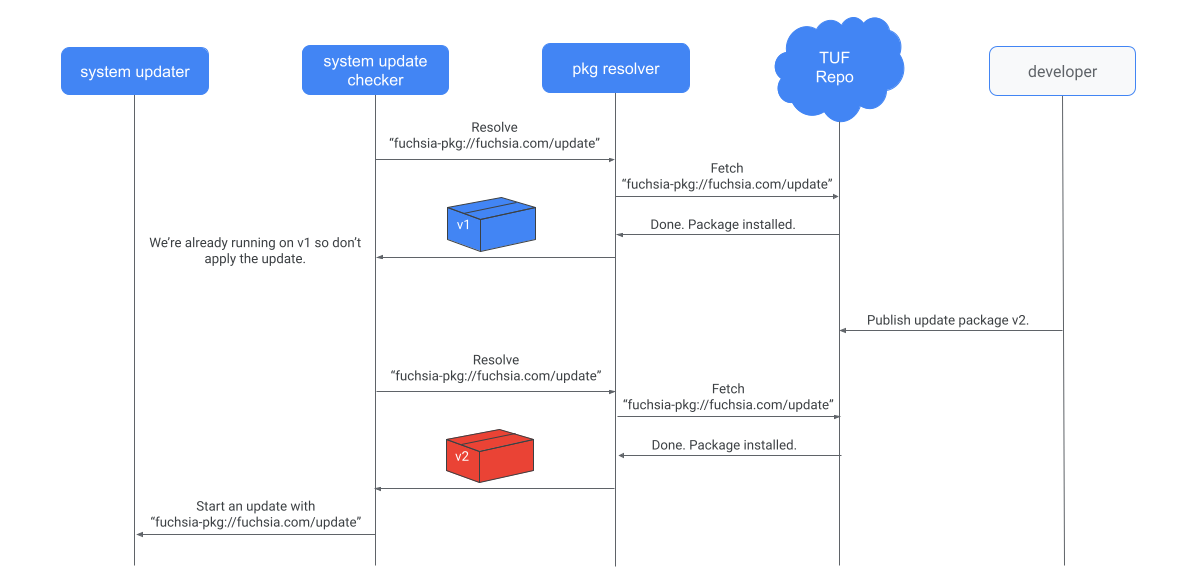 system updater
system update
checker
pkg resolver
TUF
Repo
developer
Resolve
“fuchsia-pkg://fuchsia.com/update”
Fetch
“fuchsia-pkg://fuchsia.com/update”
v1
Done. Package installed.
We’re already running on v1 so don’t
apply the update.
Publish update package v2.
Resolve
“fuchsia-pkg://fuchsia.com/update”
Fetch
“fuchsia-pkg://fuchsia.com/update”
v2
Done. Package installed.
Start an update with
“fuchsia-pkg://fuchsia.com/update”